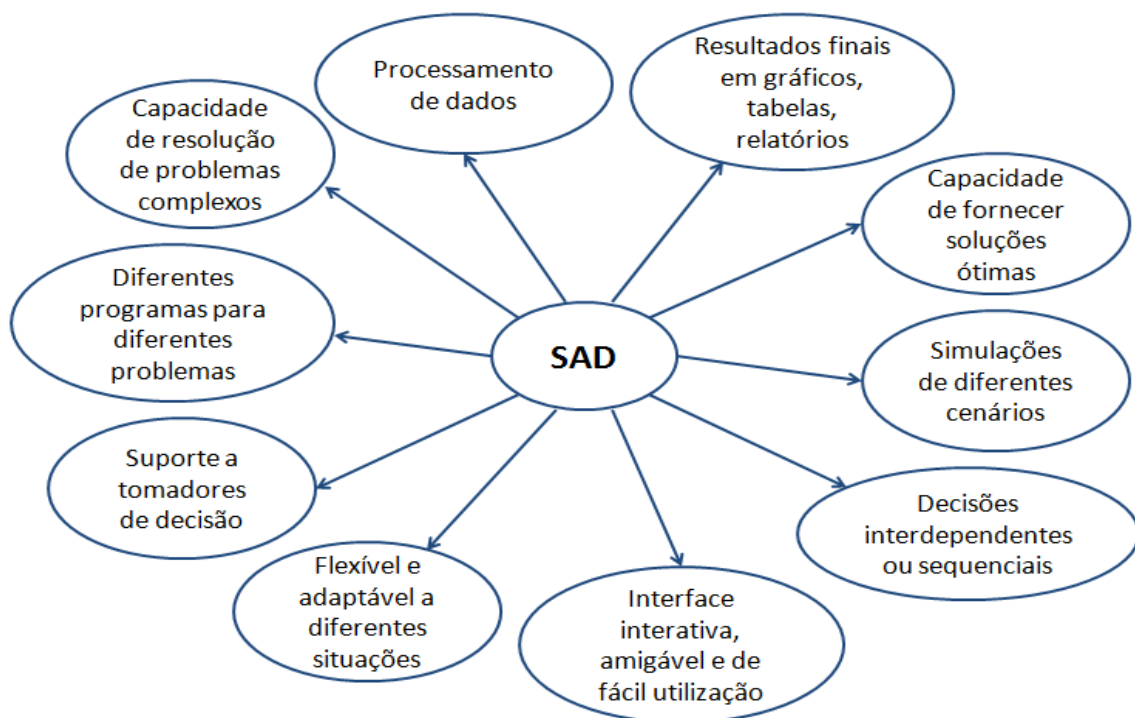 Processamento
de dados
Resultados finais
em gráficos,
tabelas,
relatórios
Capacidade
de resolução
de problemas
complexos
Capacidade
de fornecer
soluções
ótimas
Diferentes
programas para
diferentes
problemas
SAD
Simulações
de diferentes
cenários
Suporte a
tomadores
de decisão
Decisões
interdependentes
ou sequenciais
Flexível e
adaptável a
diferentes
situações
Interface
interativa,
amigável e de
fácil utilização